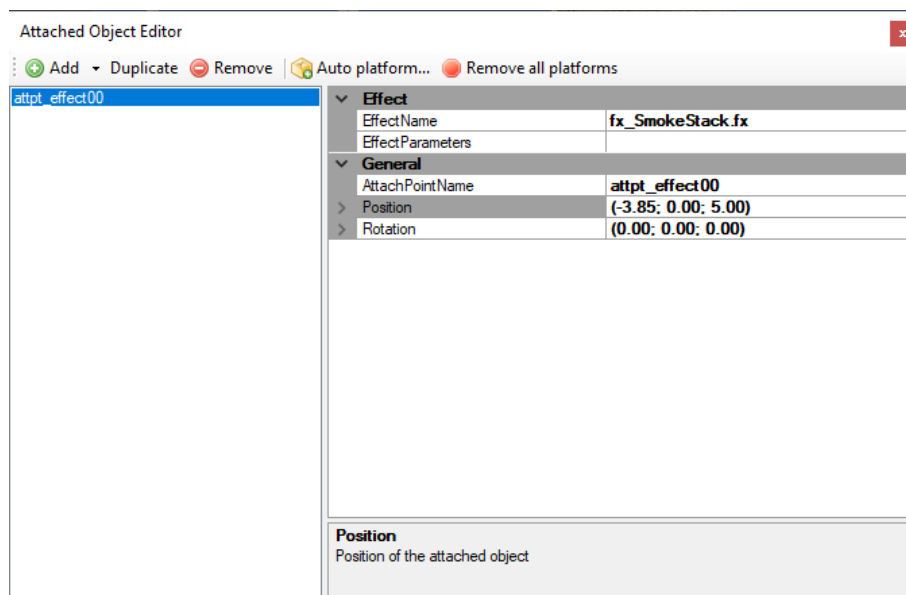 Attached Object Editor
x
Add Duplicate Remove Auto platform... Remove all platforms
attpt_effect00
Effect
EffectName fx_SmokeStack.fx
EffectParameters
General
AttachPointName attpt_effect00
Position (-3.85; 0.00; 5.00)
Rotation (0.00; 0.00; 0.00)
Position
Position of the attached object